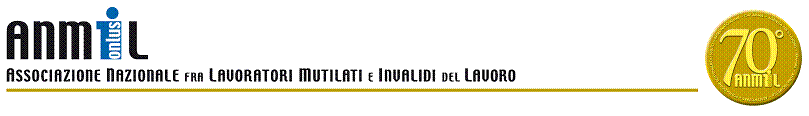 ANMiL
onlus
ASSOCIAZIONE NAZIONALE FRA LAVORATORI MUTILATI E INVALIDI DEL LAVORO
70°
ANMiL